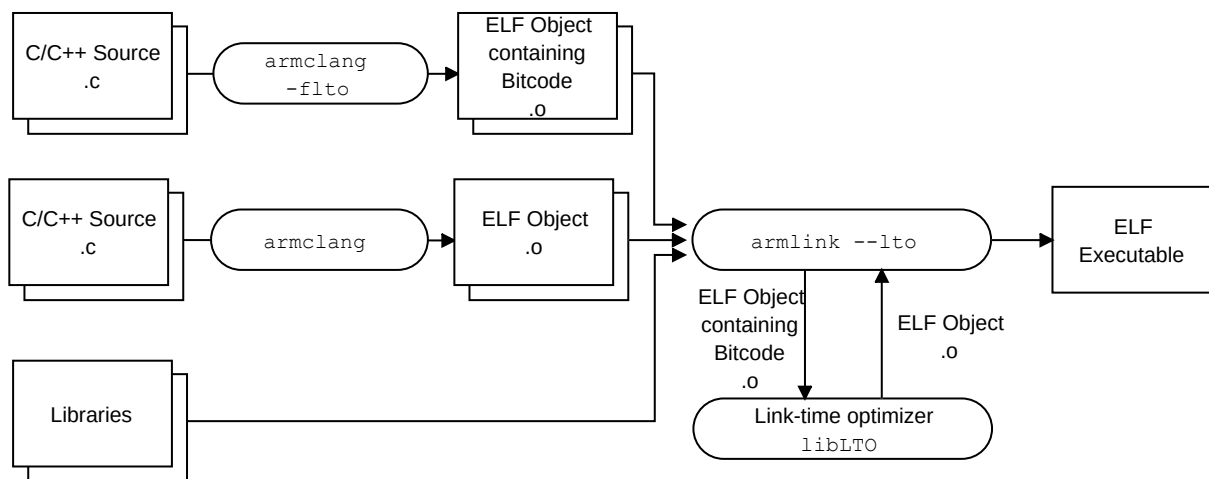 C/C++ Source
.c
armclang
-flto
ELF Object
containing
Bitcode
.o
C/C++ Source
.c
armclang
ELF Object
.o
Libraries
armlink --lto
ELF
Executable
ELF Object
containing
Bitcode
.o
ELF Object
.o
Link-time optimizer
libLTO